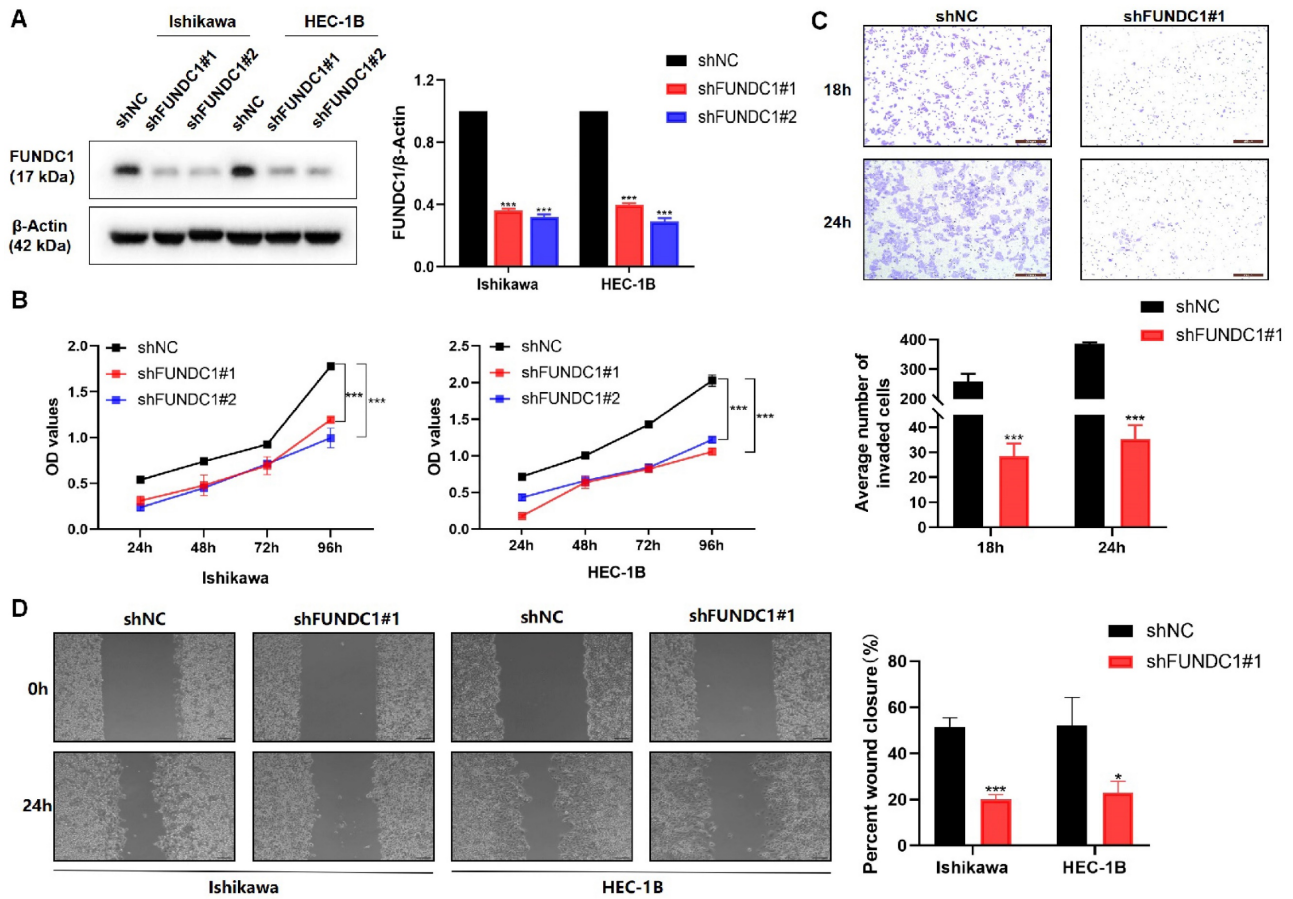 A
Ishikawa
HEC-1B
shNC
shFUNDC1#1
shFUNDC1#2
shNC
shFUNDC1#1
shFUNDC1#2
FUNDC1
(17 kDa)
β-Actin
(42 kDa)
FUNDC1/β-Actin
1.2
0.8
0.4
0.0
*** ***
*** ***
Ishikawa
HEC-1B
shNC
shFUNDC1#1
shFUNDC1#2
C
shNC
shFUNDC1#1
18h
24h
Average number of
invaded cells
400
300
200
40
30
20
10
0
***
***
18h
24h
shNC
shFUNDC1#1
B
OD values
2.0
1.5
1.0
0.5
0.0
shNC
shFUNDC1#1
shFUNDC1#2
*** ***
24h
48h
72h
96h
Ishikawa
OD values
2.5
2.0
1.5
1.0
0.5
0.0
shNC
shFUNDC1#1
shFUNDC1#2
*** ***
24h
48h
72h
96h
HEC-1B
D
shNC
shFUNDC1#1
shNC
shFUNDC1#1
0h
24h
Ishikawa
HEC-1B
Percent wound closure(%)
80
60
40
20
0
***
*
Ishikawa
HEC-1B
shNC
shFUNDC1#1